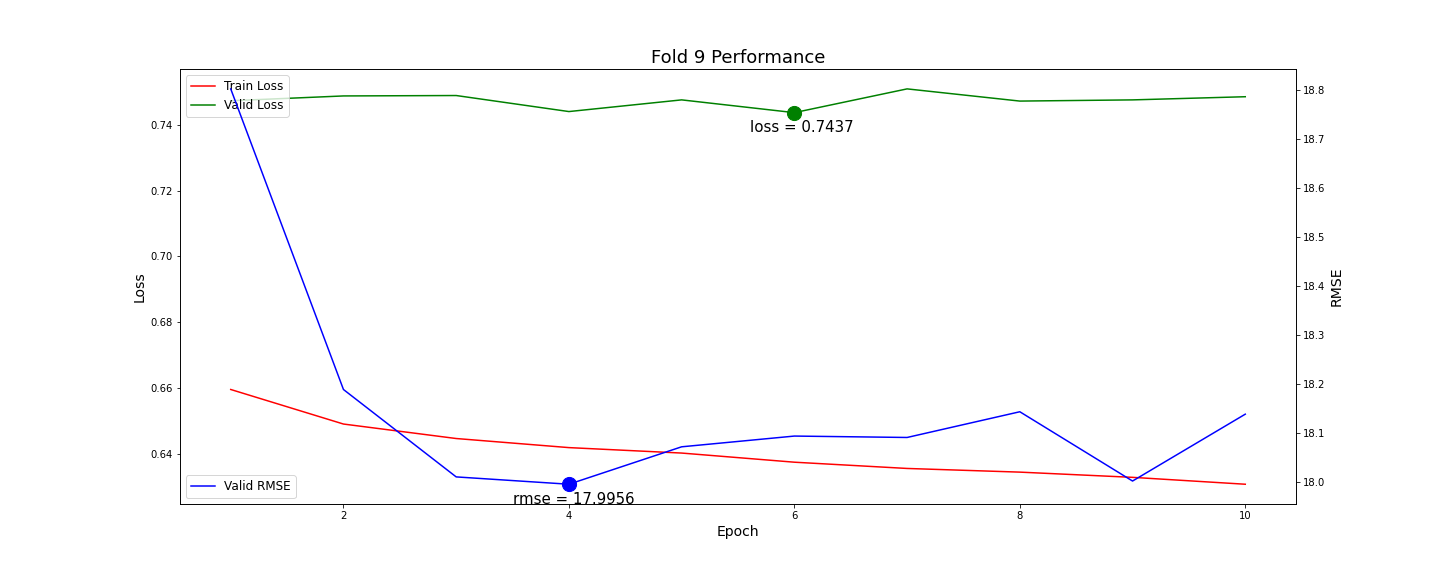 Fold 9 Performance
Train Loss
Valid Loss
Valid RMSE
loss = 0.7437
rmse = 17.9956
Loss
0.74
0.72
0.70
0.68
0.66
0.64
RMSE
18.8
18.7
18.6
18.5
18.4
18.3
18.2
18.1
18.0
2
4
6
8
10
Epoch